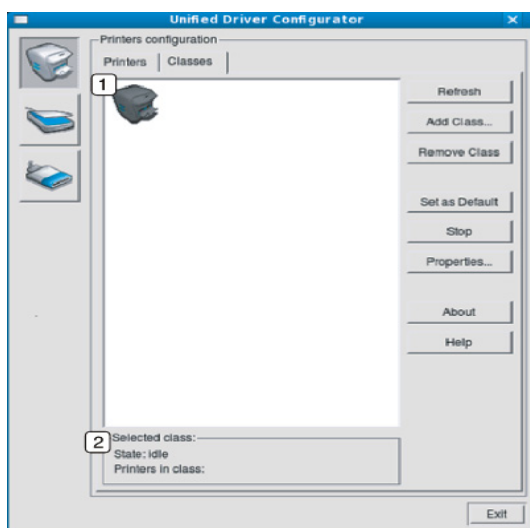 Unified Driver Configurator
Printers configuration
Printers Classes
1
Refresh
Add Class...
Remove Class
Set as Default
Stop
Properties...
About
Help
2
Selected class:
State: idle
Printers in class:
Exit